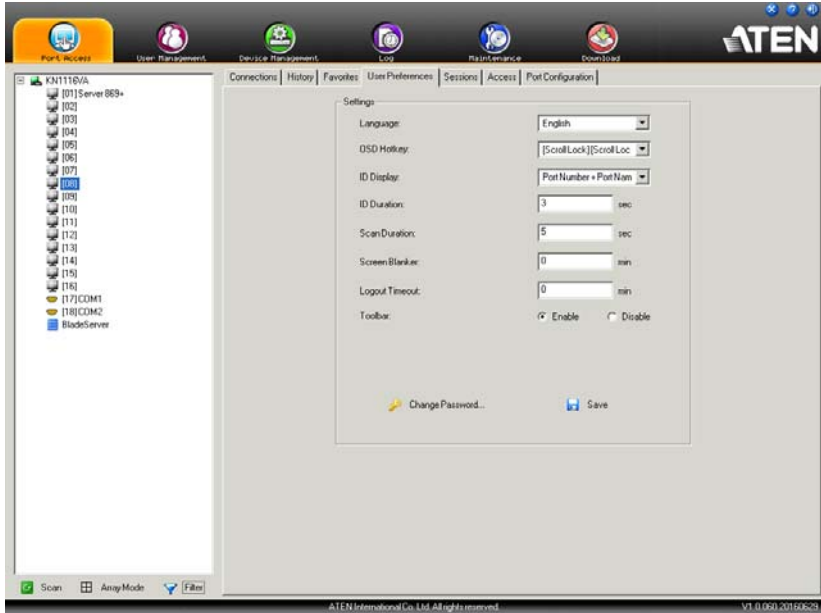 ATEN
Port Access
User Management
Device Management
Log
Maintenance
Download
KN1116VA
[01]Server 869+
[02]
[03]
[04]
[05]
[06]
[07]
[08]
[09]
[10]
[11]
[12]
[13]
[14]
[15]
[16]
[17]COM1
[18]COM2
BladeServer
Connections
History
Favorites
User Preferences
Sessions
Access
Port Configuration
Settings
Language: English
OSD Hotkey: [Scroll Lock][Scroll Loc
ID Display: Port Number + Port Nam
ID Duration: 3 sec
Scan Duration: 5 sec
Screen Blanker: 0 min
Logout Timeout: 0 min
Toolbar: Enable Disable
Change Password... Save
Scan Array Mode Filter
ATEN International Co. Ltd. All rights reserved.
V1.0.060.20160629